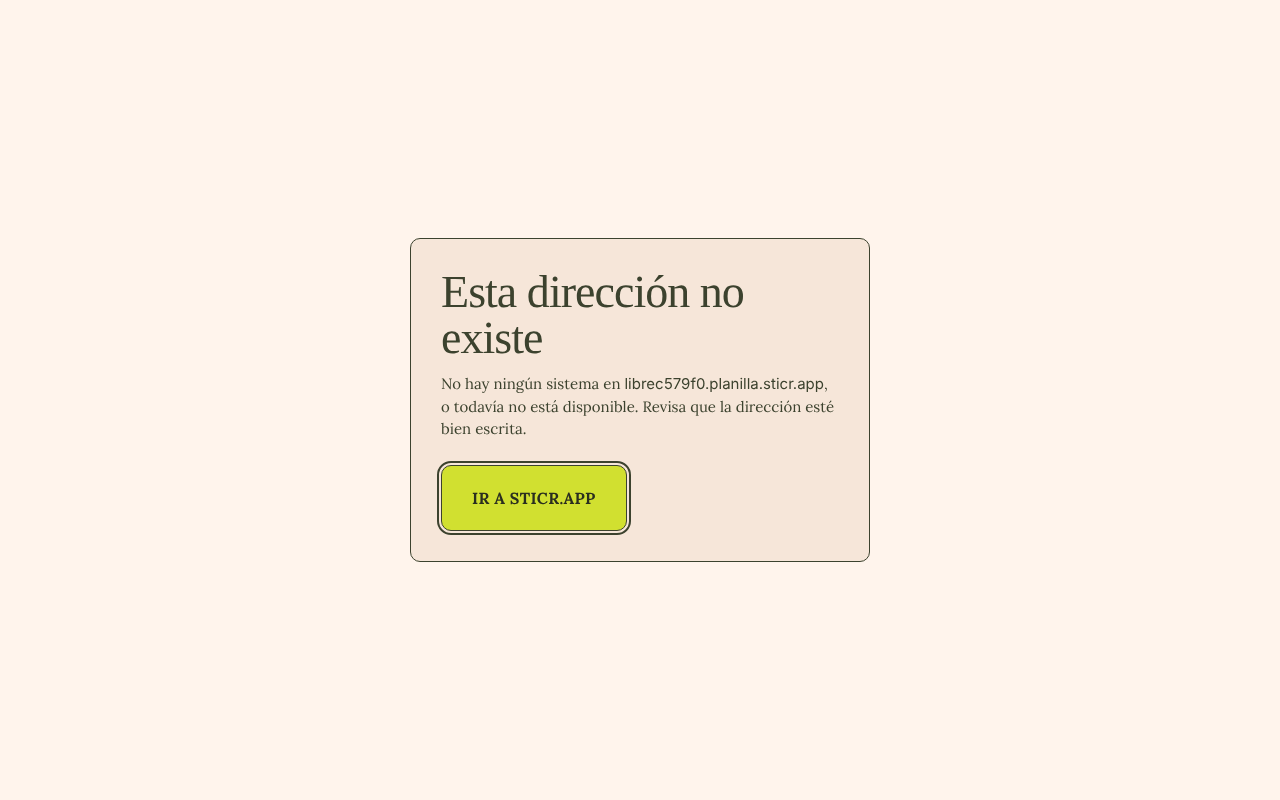 Esta dirección no
existe
No hay ningún sistema en librec579f0.planilla.sticr.app,
o todavía no está disponible. Revisa que la dirección esté
bien escrita.
IR A STICR.APP